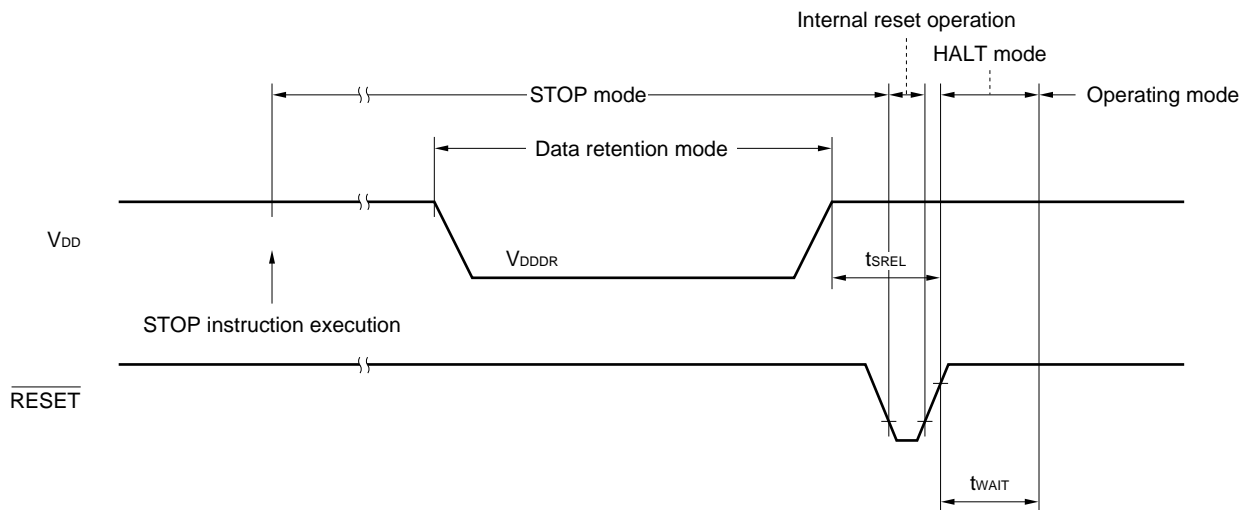 Internal reset operation
HALT mode
STOP mode
Operating mode
Data retention mode
VDD
VDDDR
tSREL
STOP instruction execution
RESET
tWAIT